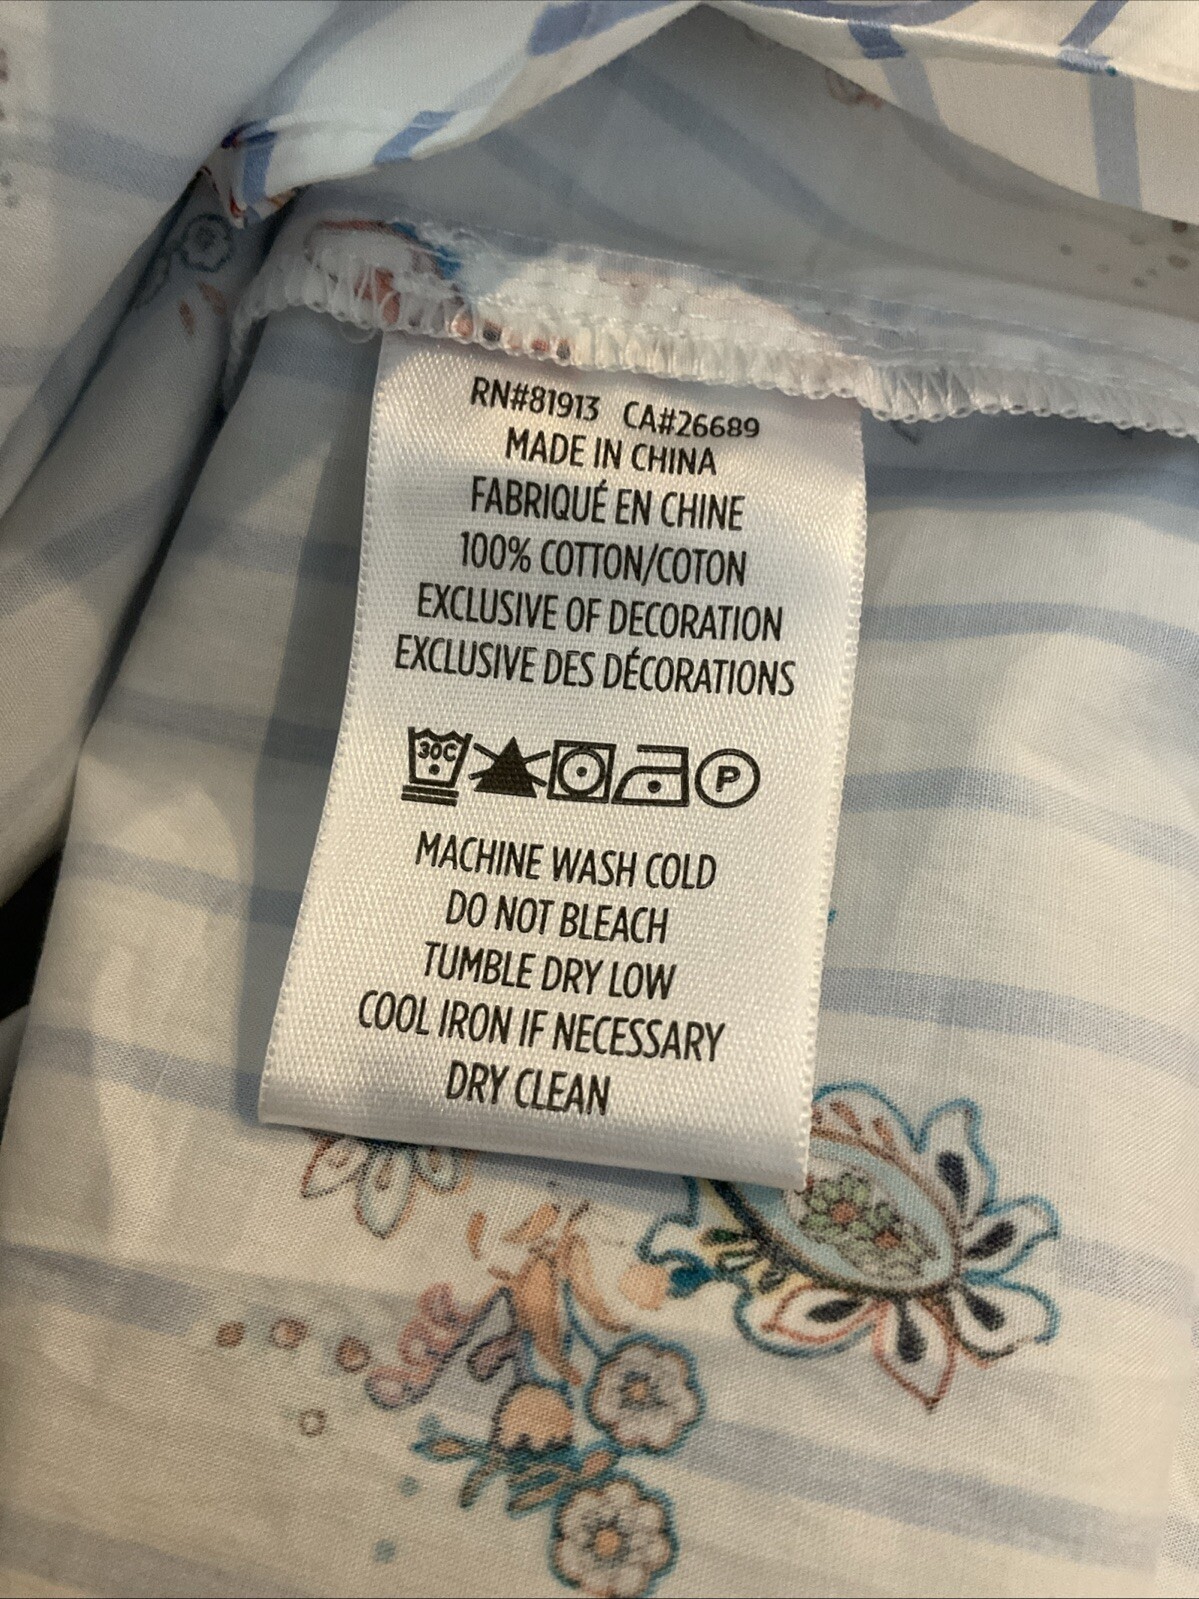 RN#81913 CA#26689
MADE IN CHINA
FABRIQUÉ EN CHINE
100% COTTON/COTON
EXCLUSIVE OF DECORATION
EXCLUSIVE DES DÉCORATIONS
30C P
MACHINE WASH COLD
DO NOT BLEACH
TUMBLE DRY LOW
COOL IRON IF NECESSARY
DRY CLEAN